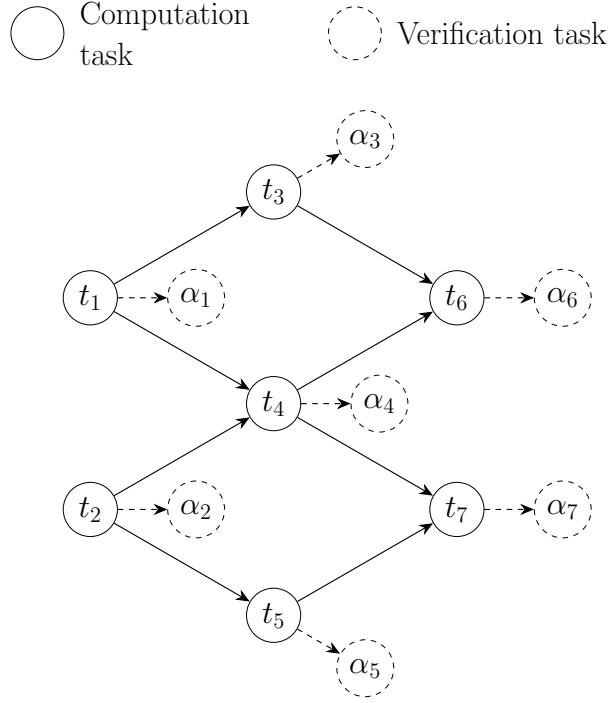 Computation
task
Verification task
α₃
t₃
t₁
α₁
t₆
α₆
t₄
α₄
t₂
α₂
t₇
α₇
t₅
α₅